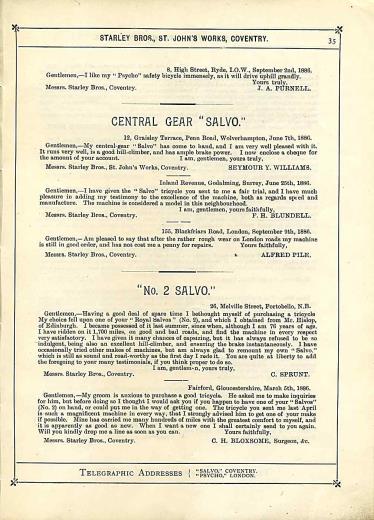 STARLEY BROS., ST. JOHN'S WORKS, COVENTRY.
35
8, High Street, Ryde, I.O.W., September 2nd, 1886.
Gentlemen,—I like my "Psycho" safety bicycle immensely, as it will drive uphill grandly.
Yours truly,
Messrs. Starley Bros., Coventry. J. A. PURNELL.
CENTRAL GEAR "SALVO."
12, Graisley Terrace, Penn Road, Wolverhampton, June 7th, 1886.
Gentlemen,—My central-gear "Salvo" has come to hand, and I am very well pleased with it.
It runs very well, is a good hill-climber, and has ample brake power. I now enclose a cheque for
the amount of your account. I am, gentlemen, yours truly,
Messrs. Starley Bros., St. John's Works, Coventry. SEYMOUR Y. WILLIAMS.
Inland Revenue, Godalming, Surrey, June 25th, 1886.
Gentlemen,—I have given the "Salvo" tricycle you sent to me a fair trial, and I have much
pleasure in adding my testimony to the excellence of the machine, both as regards speed and
manufacture. The machine is considered a model in this neighbourhood.
I am, gentlemen, yours faithfully,
Messrs. Starley Bros., Coventry. F. H. BLUNDELL.
155, Blackfriars Road, London, September 9th, 1886.
Gentlemen,—Am pleased to say that after the rather rough wear on London roads my machine
is still in good order, and has not cost me a penny for repairs. Yours faithfully,
Messrs. Starley Bros., Coventry. ALFRED PILE.
"No. 2 SALVO."
26, Melville Street, Portobello, N.B.
Gentlemen,—Having a good deal of spare time I bethought myself of purchasing a tricycle
My choice fell upon one of your "Royal Salvos" (No. 2), and which I obtained from Mr. Hislop,
of Edinburgh. I became possessed of it last summer, since when, although I am 76 years of age,
I have ridden on it 1,700 miles, on good and bad roads, and find the machine in every respect
very satisfactory. I have given it many chances of capsizing, but it has always refused to be so
indulgent, being also an excellent hill-climber, and answering the brake instantaneously. I have
occasionally tried other makes of machines, but am always glad to remount my own "Salvo,"
which is still as sound and road-worthy as the first day I rode it. You are quite at liberty to add
the foregoing to your many testimonials, if you think proper to do so.
I am, gentlemen, yours truly,
Messrs. Starley Bros., Coventry. C. SPRUNT.
Fairford, Gloucestershire, March 5th, 1886.
Gentlemen,—My groom is anxious to purchase a good tricycle. He asked me to make inquiries
for him, but before doing so I thought I would ask you if you happen to have one of your "Salvos"
(No. 2) on hand, or could put me in the way of getting one. The tricycle you sent me last April
is such a magnificent machine in every way, that I strongly advised him to get one of your make
if possible. Mine has carried me many hundreds of miles with the greatest comfort to myself, and
it is apparently as good as new. When I want a new one I shall certainly send to you again.
Will you kindly drop me a line as soon as you can. Yours faithfully,
Messrs. Starley Bros., Coventry. C. H. BLOXSOME, Surgeon, &c.
TELEGRAPHIC ADDRESSES { "SALVO," COVENTRY.
"PSYCHO," LONDON.